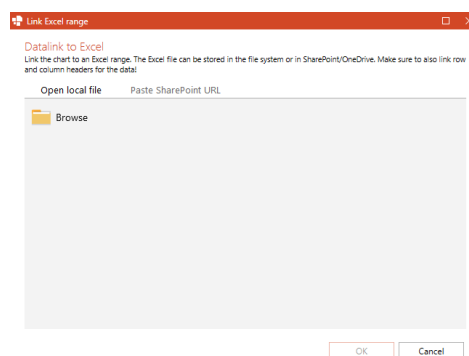 Link Excel range
Datalink to Excel
Link the chart to an Excel range. The Excel file can be stored in the file system or in SharePoint/OneDrive. Make sure to also link row
and column headers for the data!
Open local file Paste SharePoint URL
Browse
OK Cancel